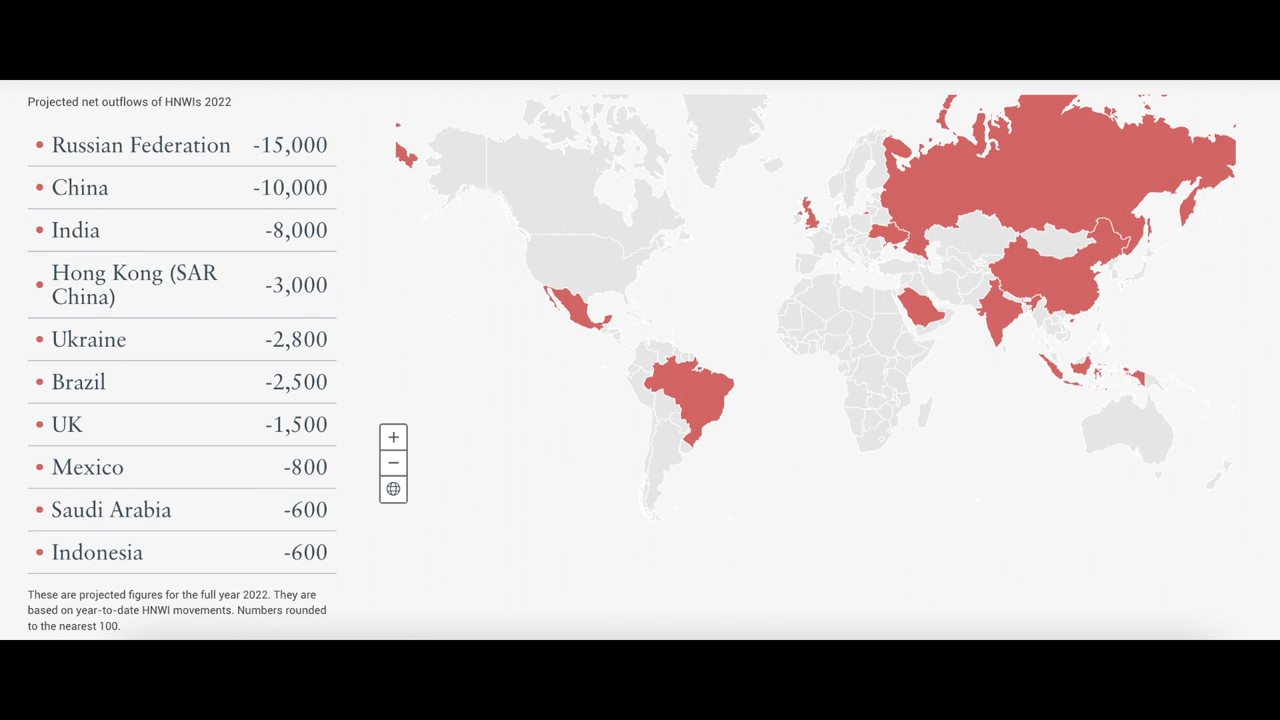 Projected net outflows of HNWIs 2022
Russian Federation -15,000
China -10,000
India -8,000
Hong Kong (SAR
China) -3,000
Ukraine -2,800
Brazil -2,500
UK -1,500
Mexico -800
Saudi Arabia -600
Indonesia -600
These are projected figures for the full year 2022. They are
based on year-to-date HNWI movements. Numbers rounded
to the nearest 100.
+
−